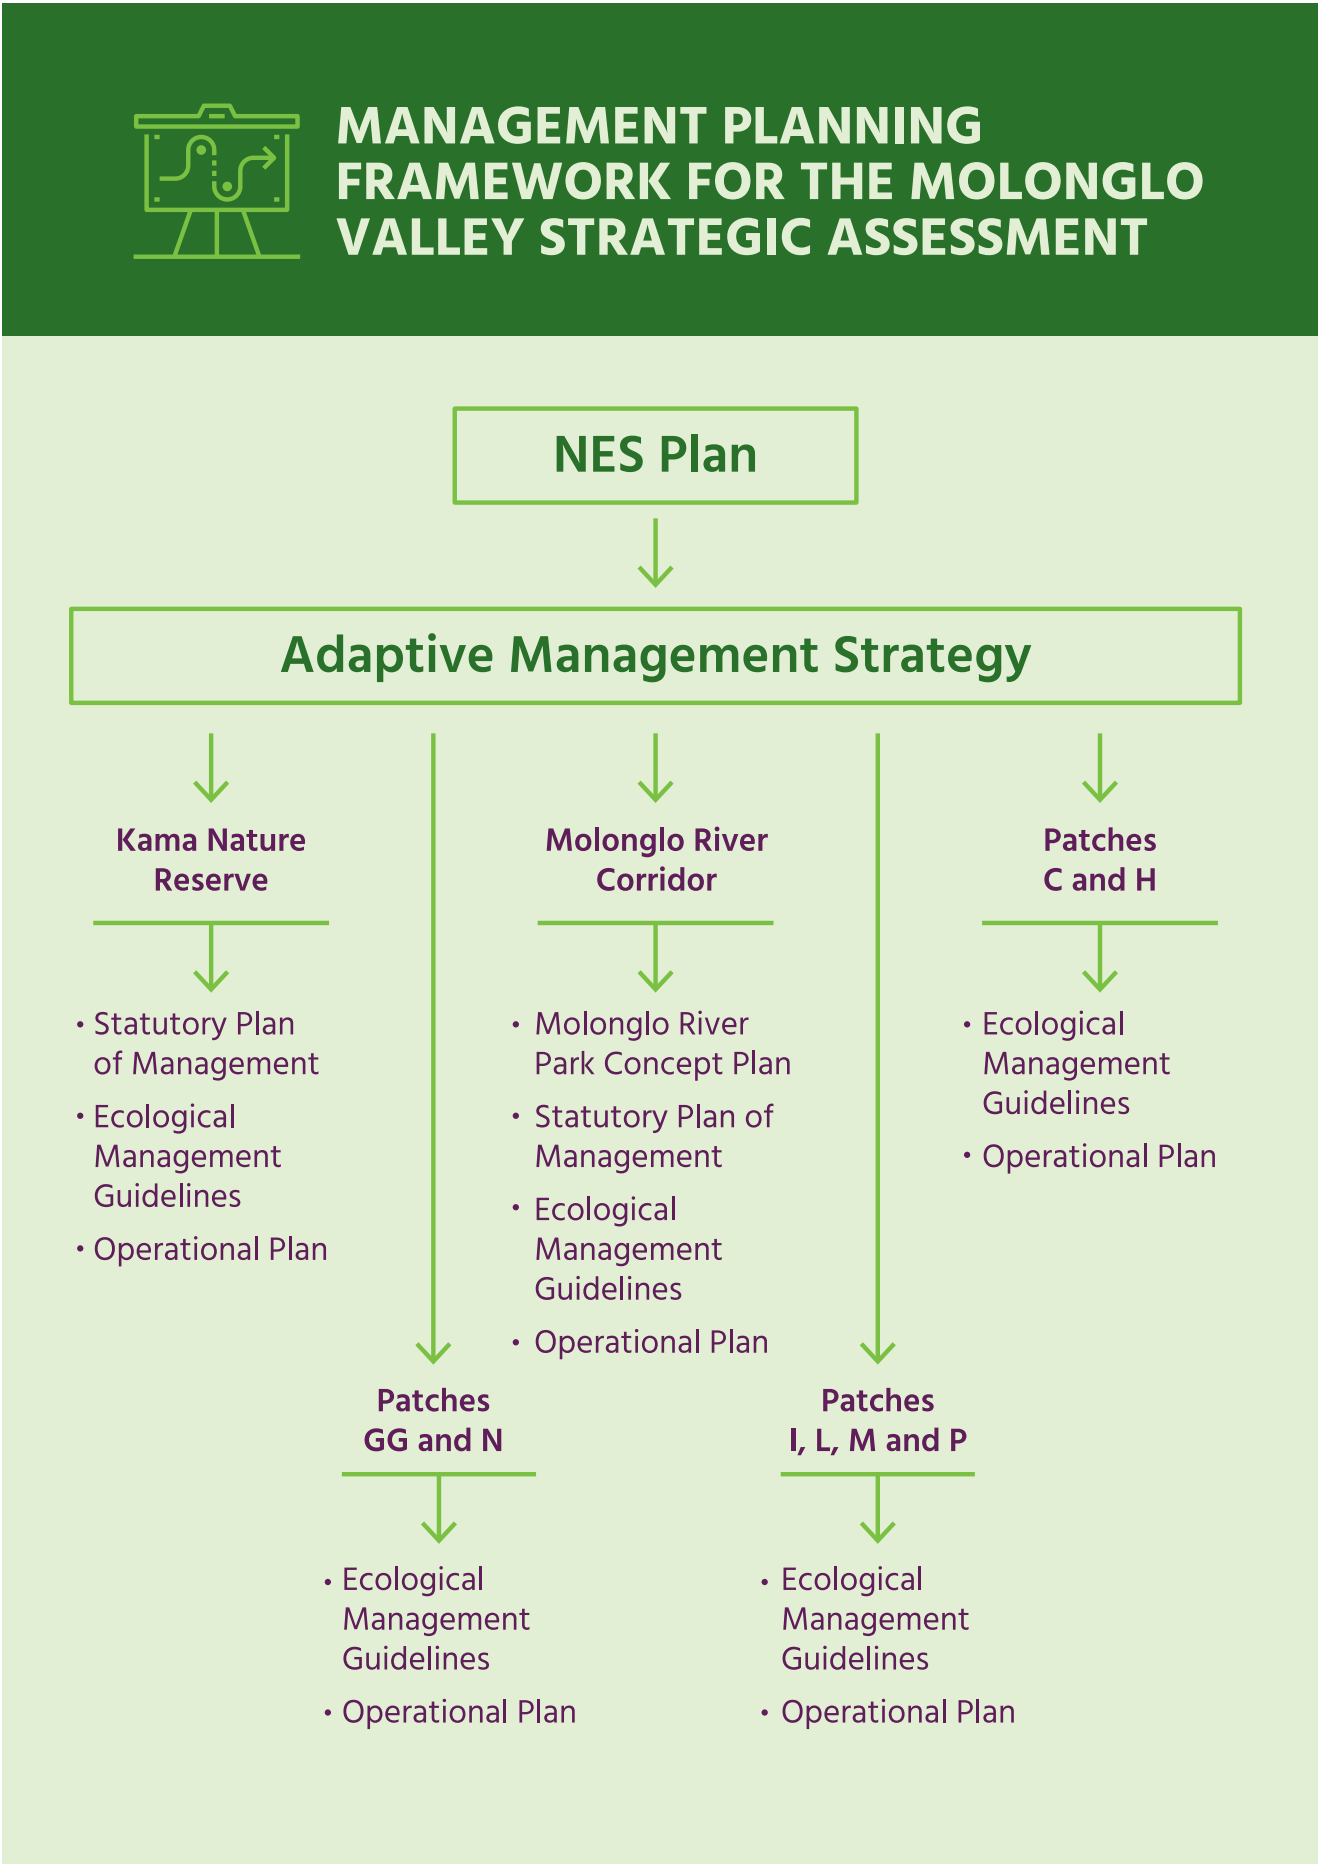 MANAGEMENT PLANNING
FRAMEWORK FOR THE MOLONGLO
VALLEY STRATEGIC ASSESSMENT
NES Plan
Adaptive Management Strategy
Kama Nature
Reserve
• Statutory Plan
of Management
• Ecological
Management
Guidelines
• Operational Plan
Molonglo River
Corridor
• Molonglo River
Park Concept Plan
• Statutory Plan of
Management
• Ecological
Management
Guidelines
• Operational Plan
Patches
C and H
• Ecological
Management
Guidelines
• Operational Plan
Patches
GG and N
• Ecological
Management
Guidelines
• Operational Plan
Patches
I, L, M and P
• Ecological
Management
Guidelines
• Operational Plan